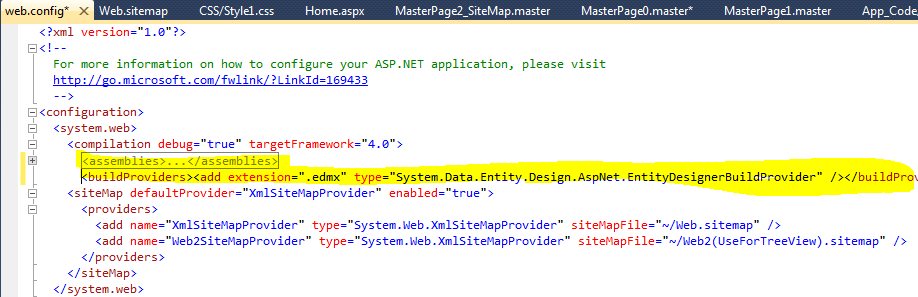 web.config* Web.sitemap CSS/Style1.css Home.aspx MasterPage2_SiteMap.master MasterPage0.master* MasterPage1.master App_Code
<?xml version="1.0"?>
<!--
For more information on how to configure your ASP.NET application, please visit
http://go.microsoft.com/fwlink/?LinkId=169433
-->
<configuration>
<system.web>
<compilation debug="true" targetFramework="4.0">
<assemblies>...</assemblies>
<buildProviders><add extension=".edmx" type="System.Data.Entity.Design.AspNet.EntityDesignerBuildProvider" /></buildProv
<siteMap defaultProvider="XmlSiteMapProvider" enabled="true">
<providers>
<add name="XmlSiteMapProvider" type="System.Web.XmlSiteMapProvider" siteMapFile="~/Web.sitemap" />
<add name="Web2SiteMapProvider" type="System.Web.XmlSiteMapProvider" siteMapFile="~/Web2(UseForTreeView).sitemap" />
</providers>
</siteMap>
</system.web>